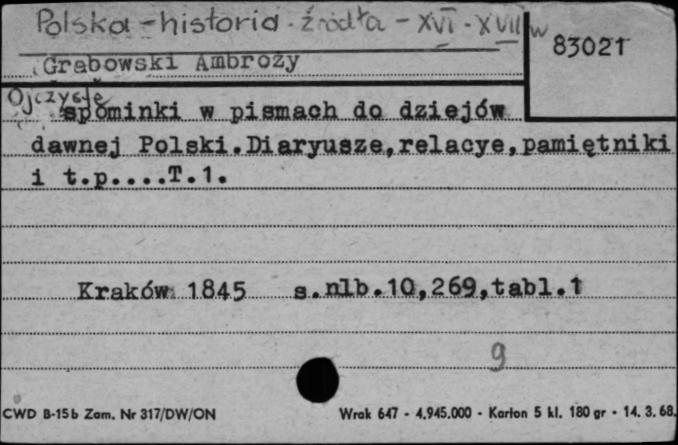 Polska - historia - źródła - XVI - XVII w
83021
Grabowski Ambroży
Ojczyste
spominki w pismach do dziejów
dawnej Polski.Diaryusze,relacye,pamiętniki
i t.p....T.1.
Kraków 1845 s.nlb.10,269,tabl.1
9
CWD B-15b Zam. Nr 317/DW/ON Wrak 647 - 4.945.000 - Karton 5 kl. 180 gr - 14. 3. 68.